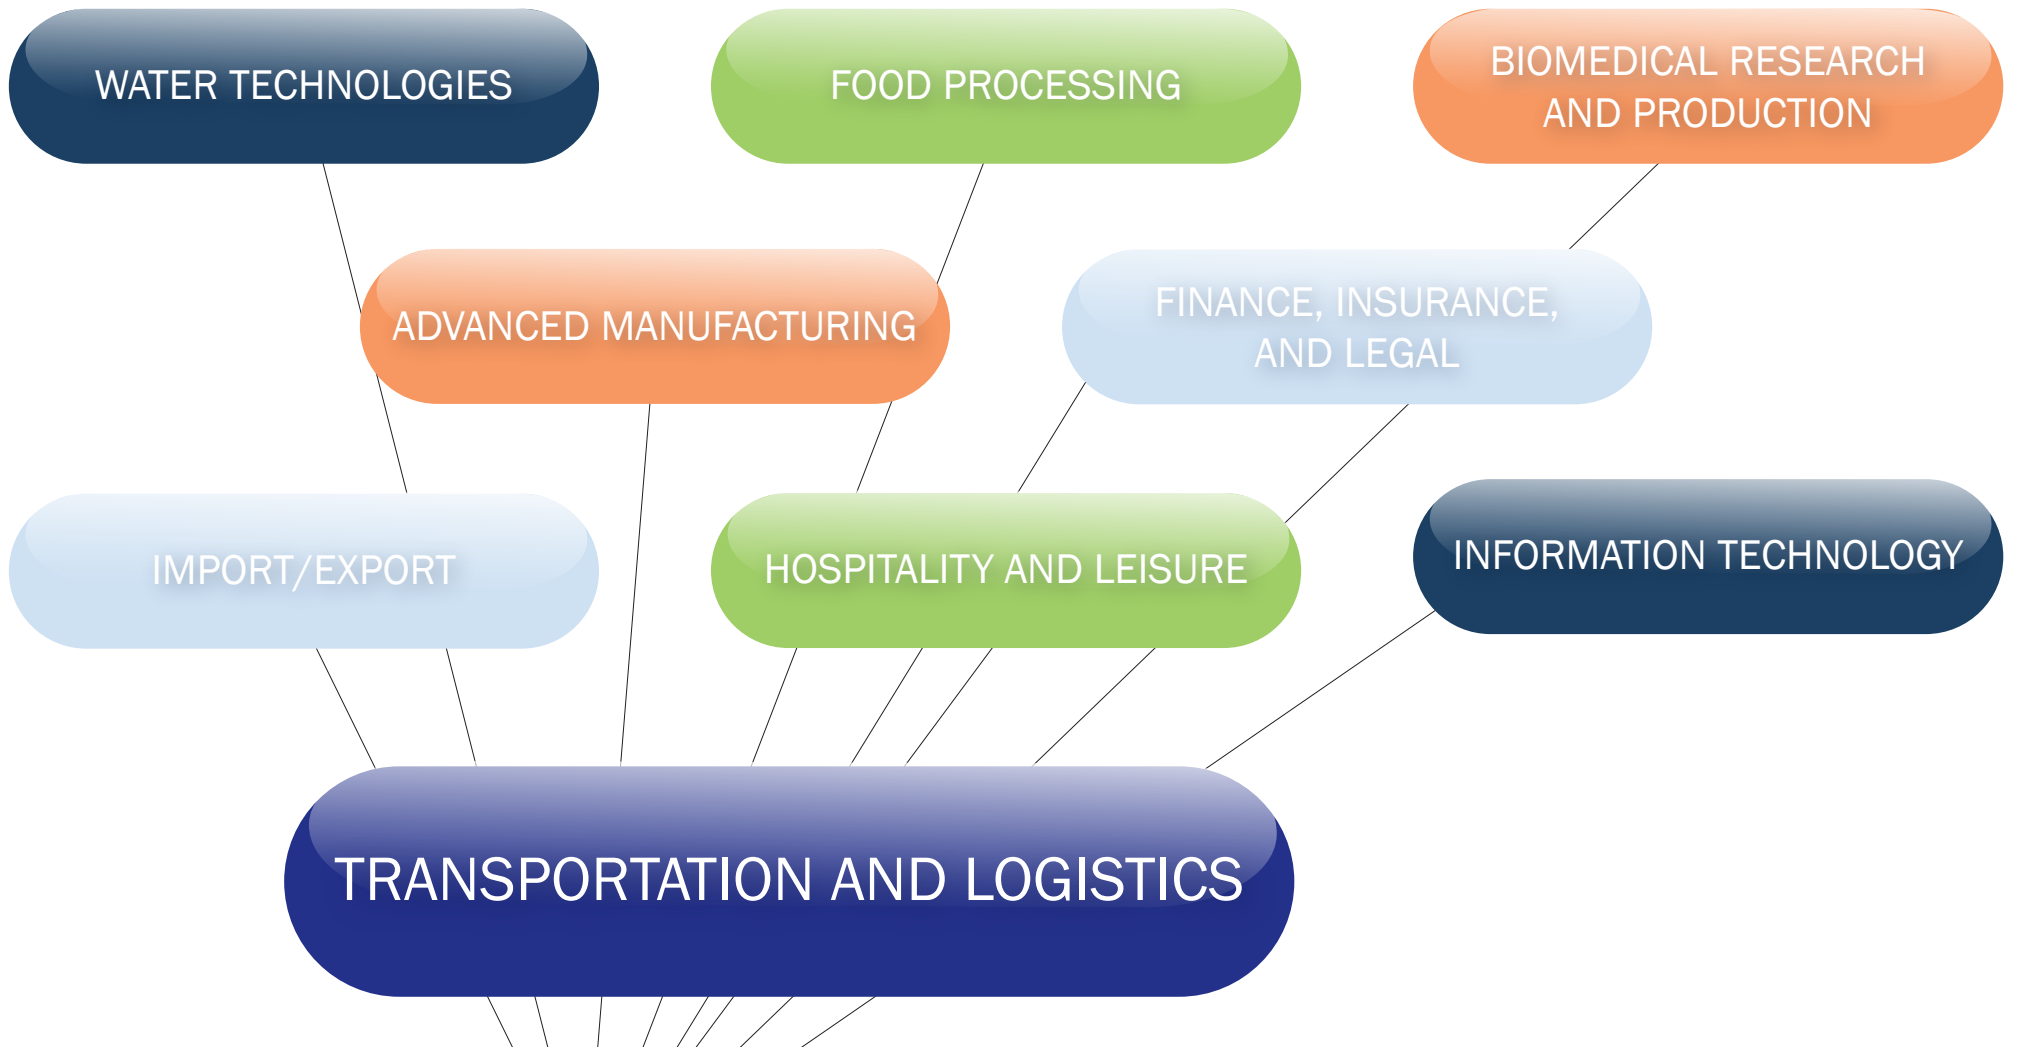 WATER TECHNOLOGIES
FOOD PROCESSING
BIOMEDICAL RESEARCH
AND PRODUCTION
ADVANCED MANUFACTURING
FINANCE, INSURANCE,
AND LEGAL
IMPORT/EXPORT
HOSPITALITY AND LEISURE
INFORMATION TECHNOLOGY
TRANSPORTATION AND LOGISTICS